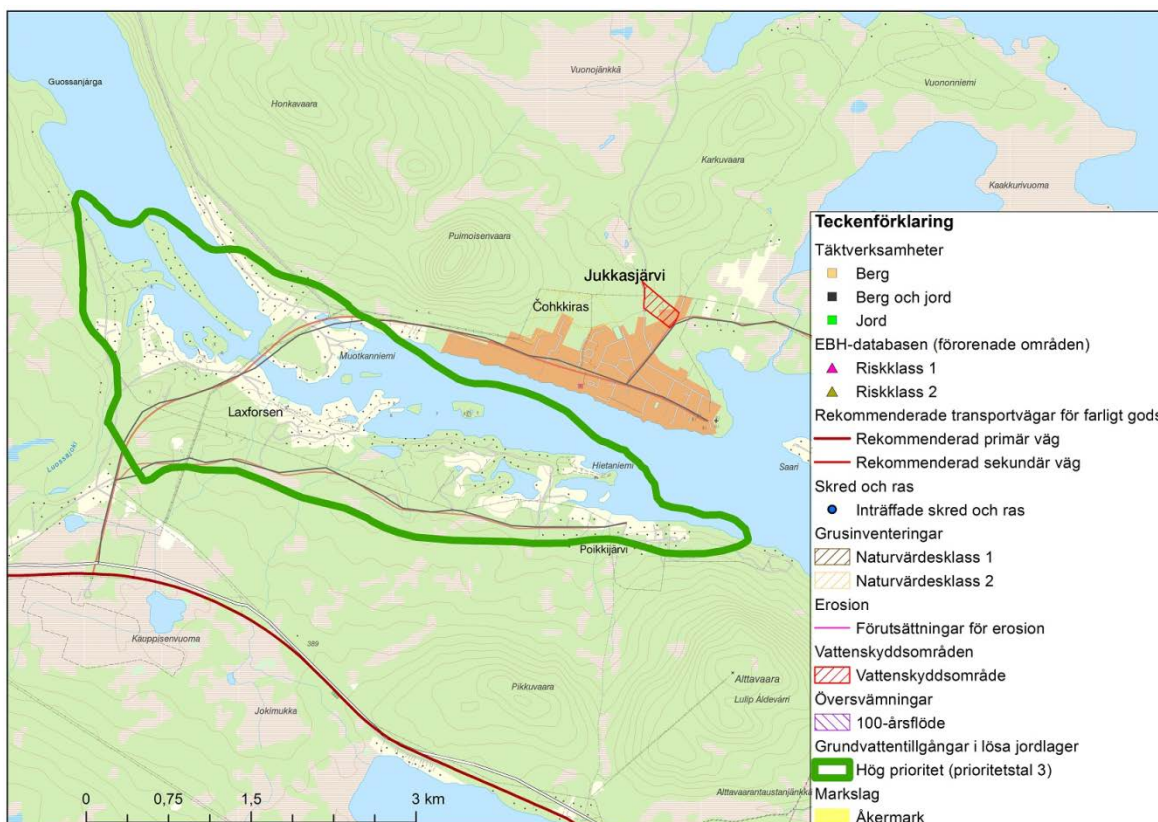 Guossanjárga
Vuonojänkkä
Vuononniemi
Honkavaara
Karkuvaara
Kaakkurivuoma
Puimoisenvaara
Jukkasjärvi
Čohkkiras
Muotkanniemi
Laxforsen
Luossajoki
Hietaniemi
Saari
Poikkijärvi
Kauppisenvuoma
389
Alttavaara
Lulip Áldevárri
Pikkuvaara
Jokimukka
Alttavaarantaustanjänkkä
0 0,75 1,5 3 km
Teckenförklaring
Täktverksamheter
Berg
Berg och jord
Jord
EBH-databasen (förorenade områden)
Riskklass 1
Riskklass 2
Rekommenderade transportvägar för farligt gods
Rekommenderad primär väg
Rekommenderad sekundär väg
Skred och ras
Inträffade skred och ras
Grusinventeringar
Naturvärdesklass 1
Naturvärdesklass 2
Erosion
Förutsättningar för erosion
Vattenskyddsområden
Vattenskyddsområde
Översvämningar
100-årsflöde
Grundvattentillgångar i lösa jordlager
Hög prioritet (prioritetstal 3)
Markslag
Åkermark